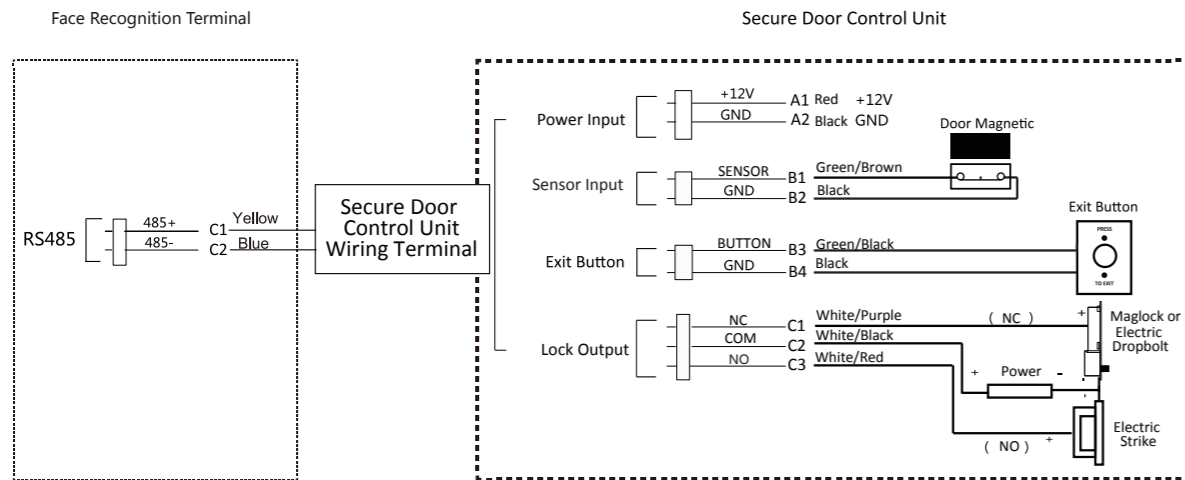 Face Recognition Terminal
Secure Door Control Unit
RS485
485+ C1 Yellow
485- C2 Blue
Secure Door
Control Unit
Wiring Terminal
Power Input
+12V A1 Red +12V
GND A2 Black GND
Door Magnetic
Sensor Input
SENSOR B1 Green/Brown
GND B2 Black
Exit Button
PRESS
TO EXIT
Exit Button
BUTTON B3 Green/Black
GND B4 Black
Lock Output
NC C1 White/Purple ( NC ) +
COM C2 White/Black
NO C3 White/Red
Maglock or
Electric
Dropbolt
+ Power -
-
-
( NO ) +
Electric
Strike